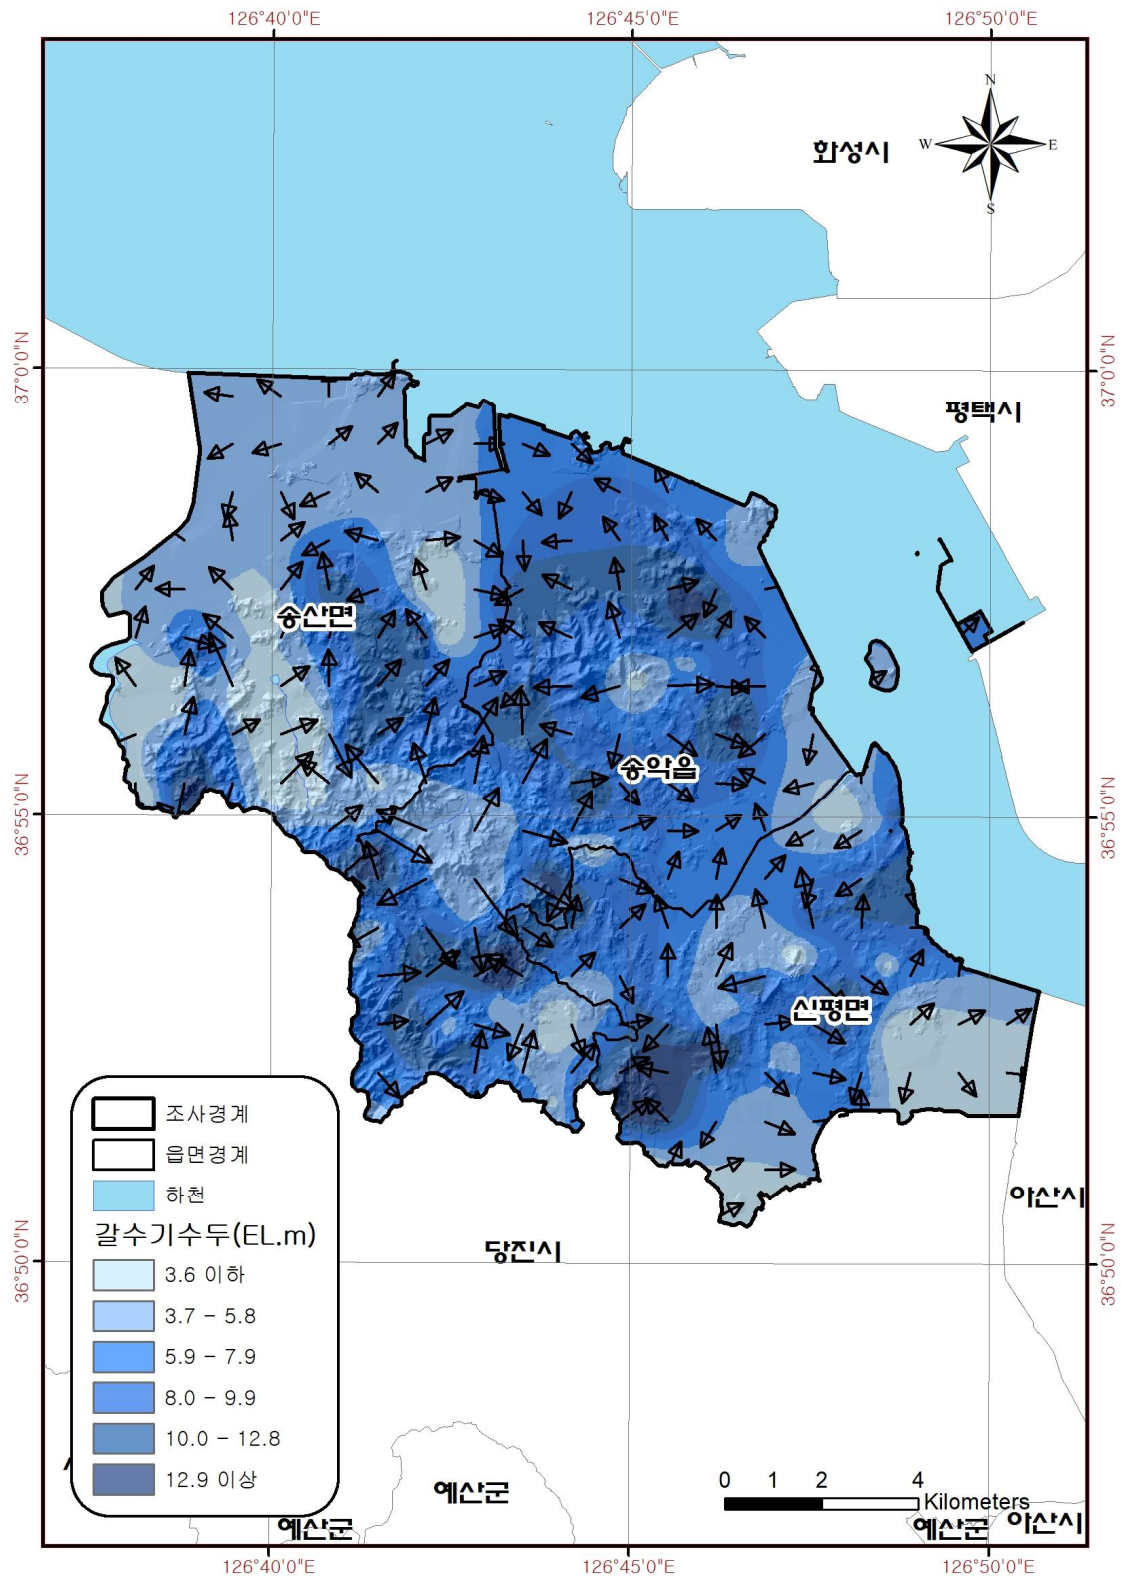 126°40'0"E
126°45'0"E
126°50'0"E
N
W
E
S
화성시
37°0'0"N
37°0'0"N
평택시
송산면
송악읍
36°55'0"N
36°55'0"N
신평면
조사경계
읍면경계
하천
갈수기수두(EL.m)
3.6 이하
3.7 - 5.8
5.9 - 7.9
8.0 - 9.9
10.0 - 12.8
12.9 이상
아산시
당진시
36°50'0"N
36°50'0"N
예산군
0 1 2 4
Kilometers
예산군
예산군
아산시
126°40'0"E
126°45'0"E
126°50'0"E